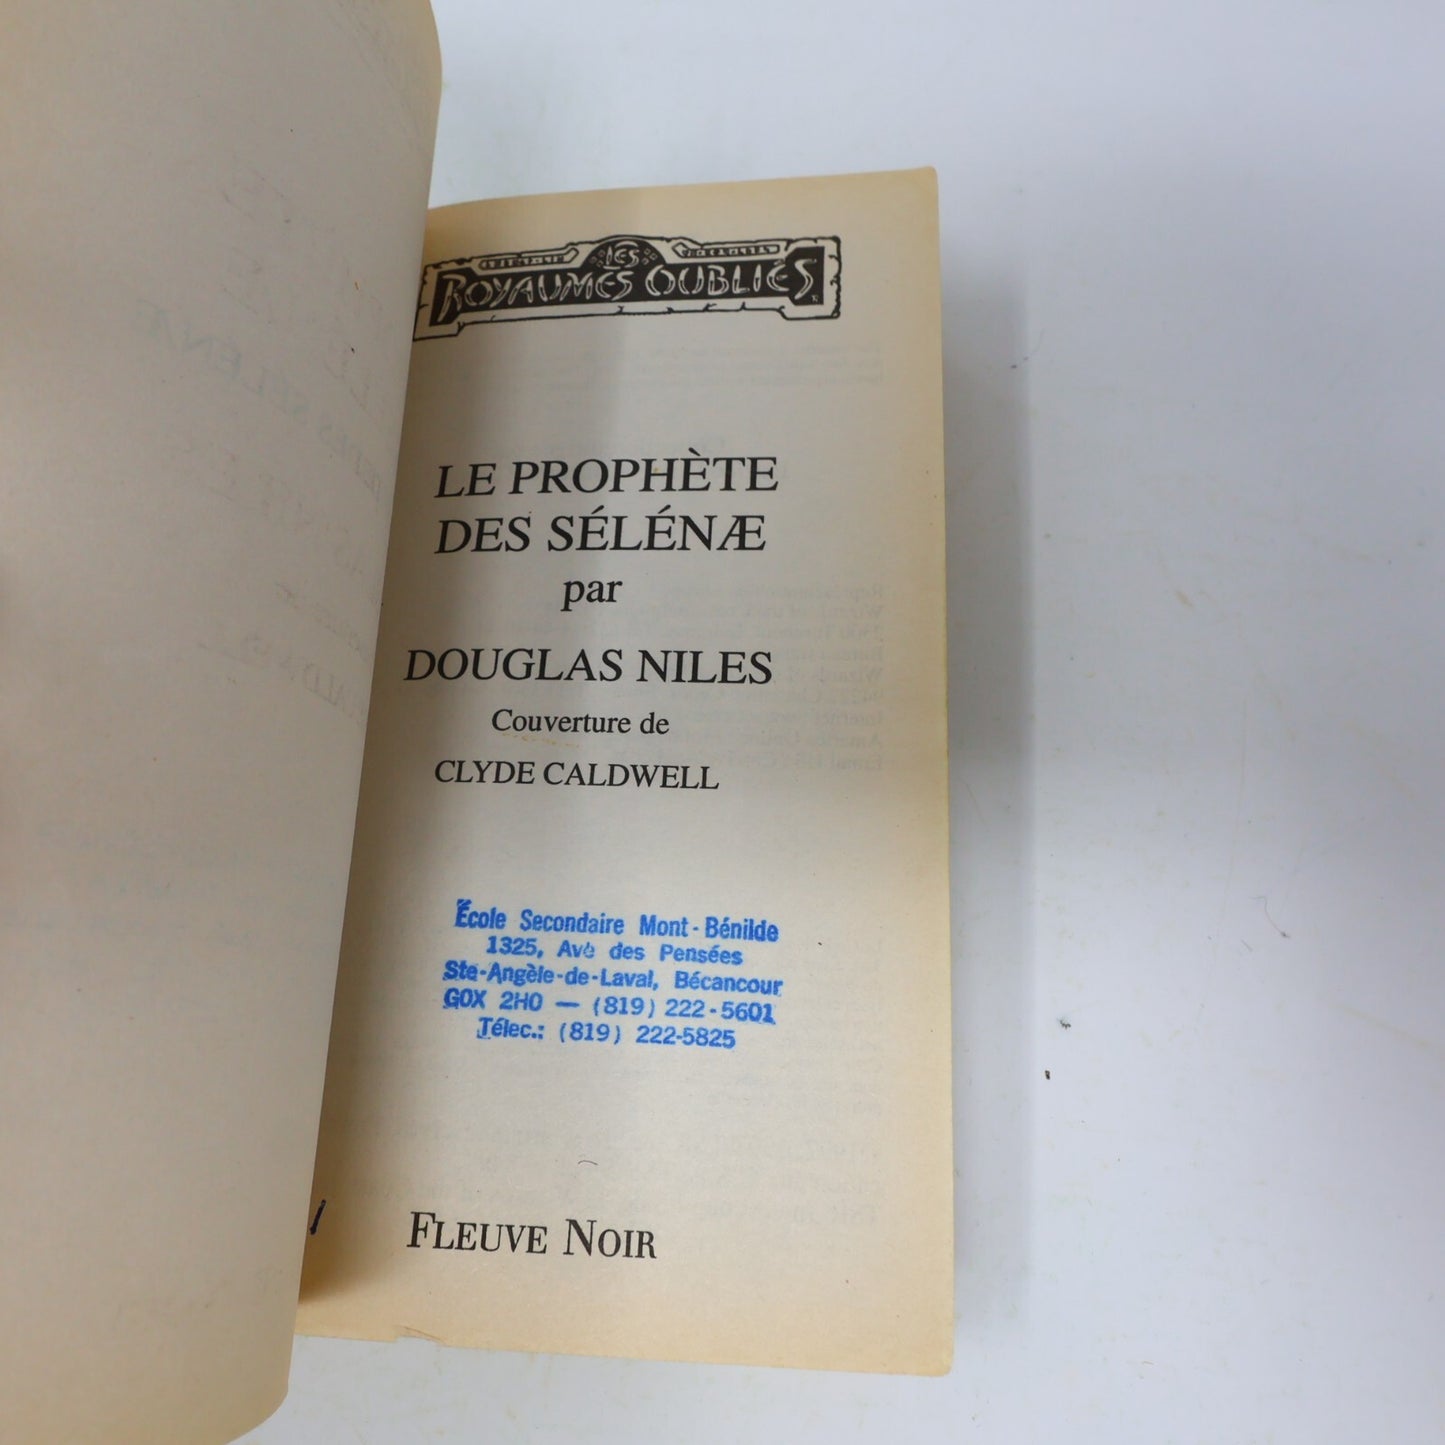 LES
ROYAUMES OUBLIÉS
LE PROPHÈTE
DES SÉLÉNÆ
par
DOUGLAS NILES
Couverture de
CLYDE CALDWELL
École Secondaire Mont-Bénilde
1325, Ave des Pensées
Ste-Angèle-de-Laval, Bécancour
G0X 2H0 — (819) 222-5601
Télec.: (819) 222-5825
FLEUVE NOIR